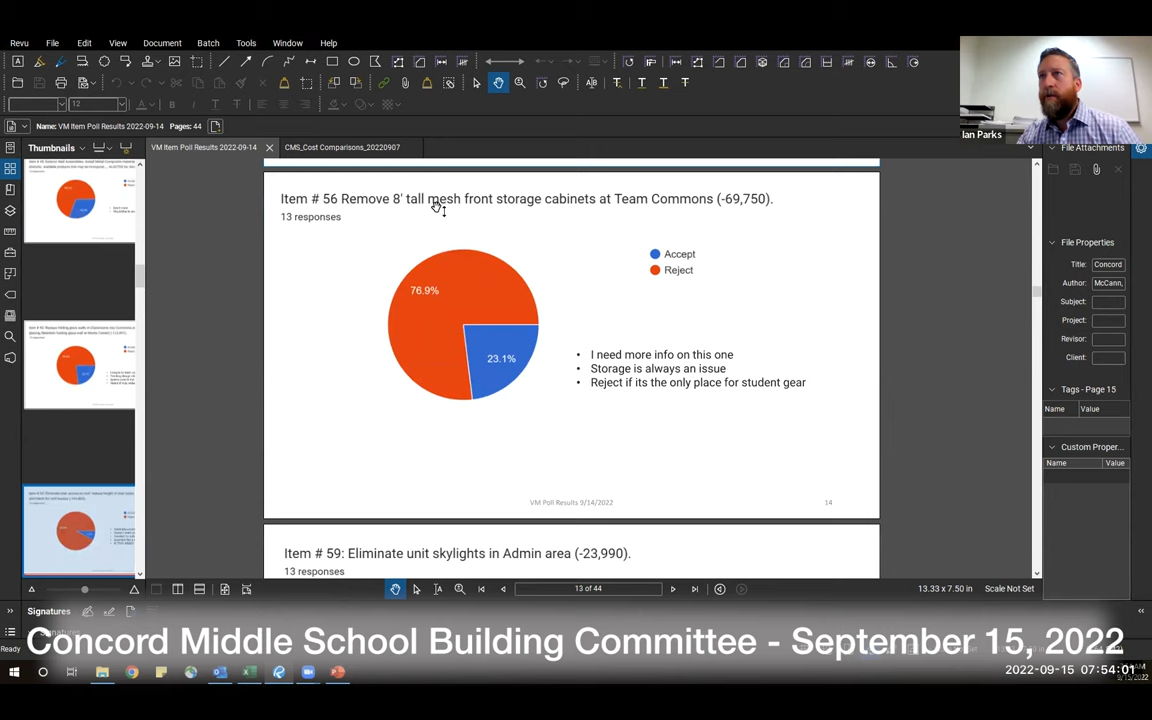 Revu File Edit View Document Batch Tools Window Help
12
Name: VM Item Poll Results 2022-09-14 Pages: 44
Ian Parks
Thumbnails
VM Item Poll Results 2022-09-14
CMS_Cost Comparisons_20220907
File Attachments
Item # 56 Remove 8' tall mesh front storage cabinets at Team Commons (-69,750).
13 responses
Accept
Reject
76.9%
23.1%
• I need more info on this one
• Storage is always an issue
• Reject if its the only place for student gear
VM Poll Results 9/14/2022
14
Item # 59: Eliminate unit skylights in Admin area (-23,990).
13 responses
File Properties
Title: Concord
Author: McCann,
Subject:
Project:
Revisor:
Client:
Tags - Page 15
Name Value
Custom Proper...
Name Value
13 of 44
13.33 x 7.50 in
Scale Not Set
Signatures
Ready
Concord Middle School Building Committee - September 15, 2022
2022-09-15 07:54:01
9/15/2022